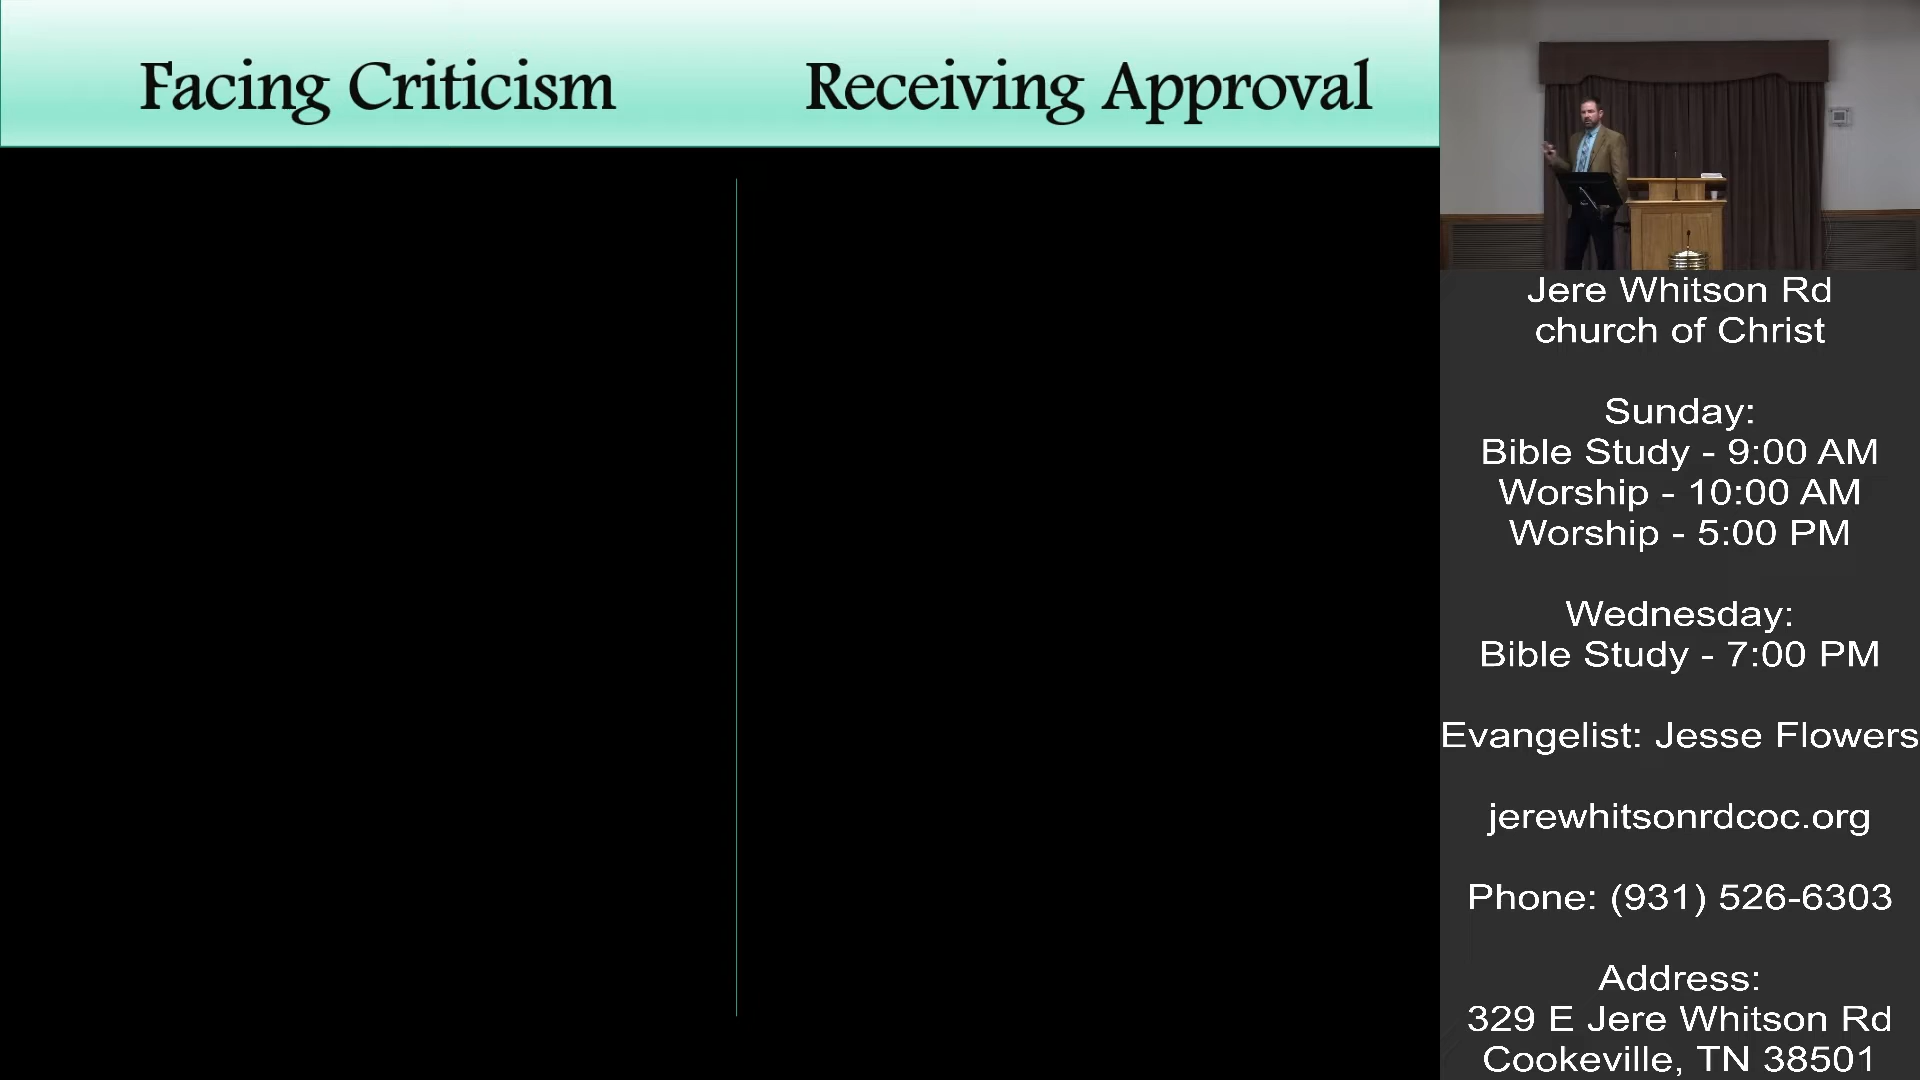 Facing Criticism
Receiving Approval
Jere Whitson Rd
church of Christ
Sunday:
Bible Study - 9:00 AM
Worship - 10:00 AM
Worship - 5:00 PM
Wednesday:
Bible Study - 7:00 PM
Evangelist: Jesse Flowers
jerewhitsonrdcoc.org
Phone: (931) 526-6303
Address:
329 E Jere Whitson Rd
Cookeville, TN 38501